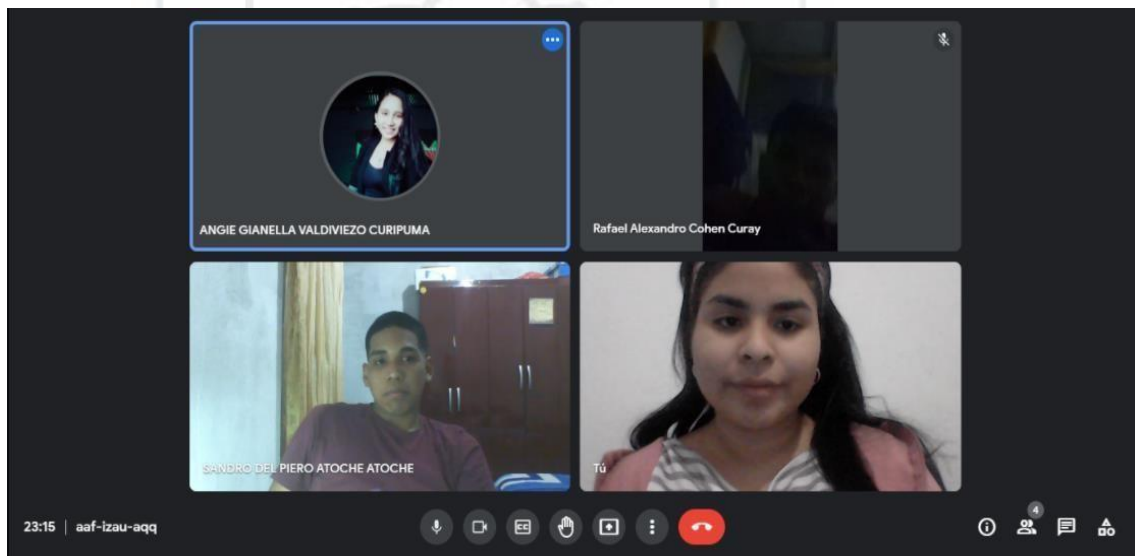 ANGIE GIANELLA VALDIVIEZO CURIPUMA
Rafael Alexandro Cohen Curay
SANDRO DEL PIERO ATOCHE ATOCHE
Tú
23:15 | aaf-izau-aqq
CC
4